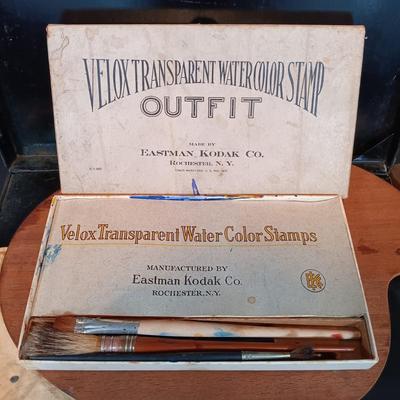 VELOX TRANSPARENT WATER COLOR STAMP
OUTFIT
MADE BY
EASTMAN KODAK CO.
ROCHESTER, N.Y.
Velox Transparent Water Color Stamps
MANUFACTURED BY
Eastman Kodak Co.
ROCHESTER, N.Y.